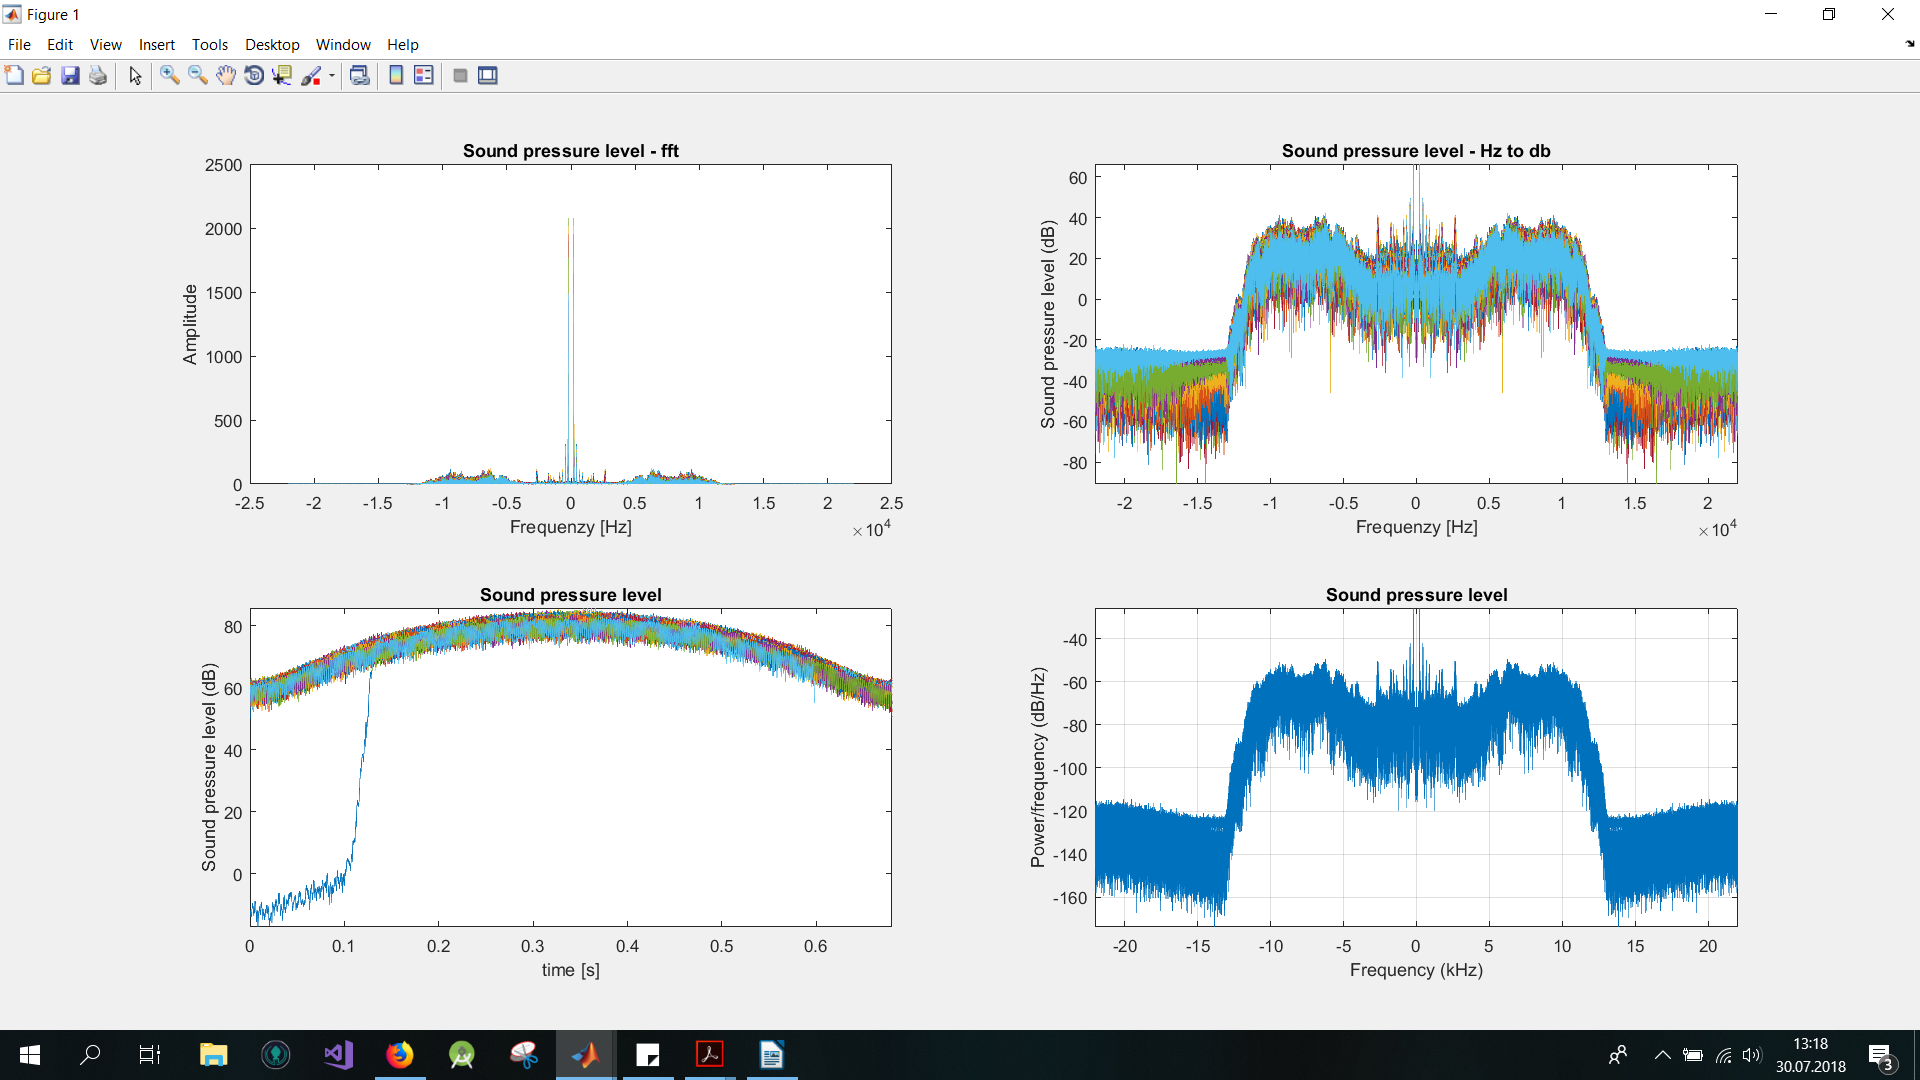 Figure 1
File Edit View Insert Tools Desktop Window Help
Sound pressure level - fft
2500
2000
1500
1000
500
0
Amplitude
-2.5 -2 -1.5 -1 -0.5 0 0.5 1 1.5 2 2.5
Frequenzy [Hz]
×10^4
Sound pressure level - Hz to db
60
40
20
0
-20
-40
-60
-80
Sound pressure level (dB)
-2 -1.5 -1 -0.5 0 0.5 1 1.5 2
Frequenzy [Hz]
×10^4
Sound pressure level
80
60
40
20
0
Sound pressure level (dB)
0 0.1 0.2 0.3 0.4 0.5 0.6
time [s]
Sound pressure level
-40
-60
-80
-100
-120
-140
-160
Power/frequency (dB/Hz)
-20 -15 -10 -5 0 5 10 15 20
Frequency (kHz)
13:18
30.07.2018
3